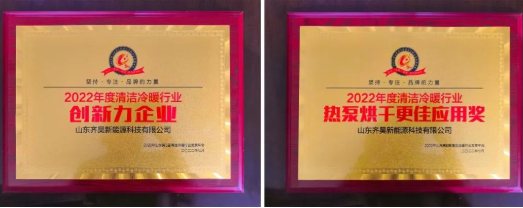 坚持·专注·品牌的力量
2022年度清洁冷暖行业
创新力企业
山东齐昊新能源科技有限公司
坚持·专注·品牌的力量
2022年度清洁冷暖行业
热泵烘干更佳应用奖
山东齐昊新能源科技有限公司